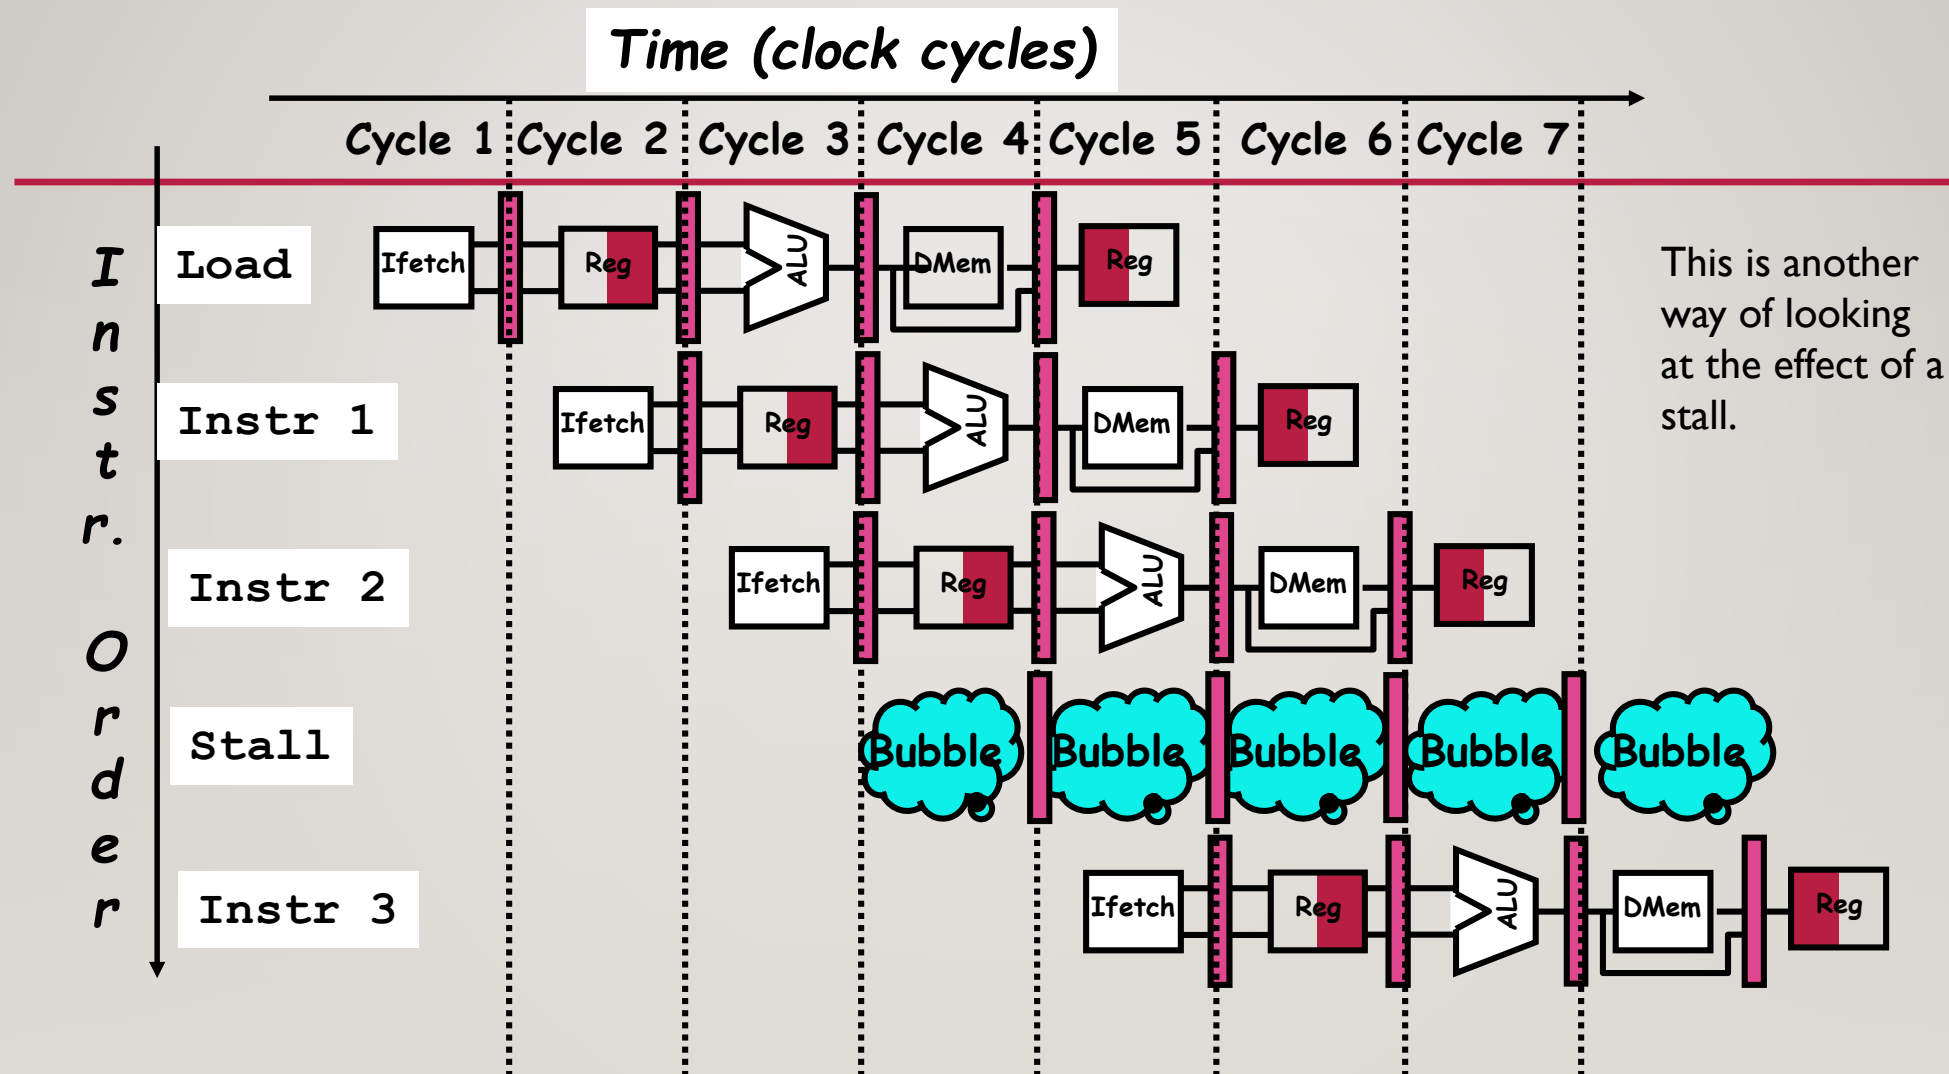 Time (clock cycles)
Cycle 1 Cycle 2 Cycle 3 Cycle 4 Cycle 5 Cycle 6 Cycle 7
Instr. Order
Load Ifetch Reg ALU DMem Reg
This is another
way of looking
at the effect of a
stall.
Instr 1 Ifetch Reg ALU DMem Reg
Instr 2 Ifetch Reg ALU DMem Reg
Stall Bubble Bubble Bubble Bubble Bubble
Instr 3 Ifetch Reg ALU DMem Reg